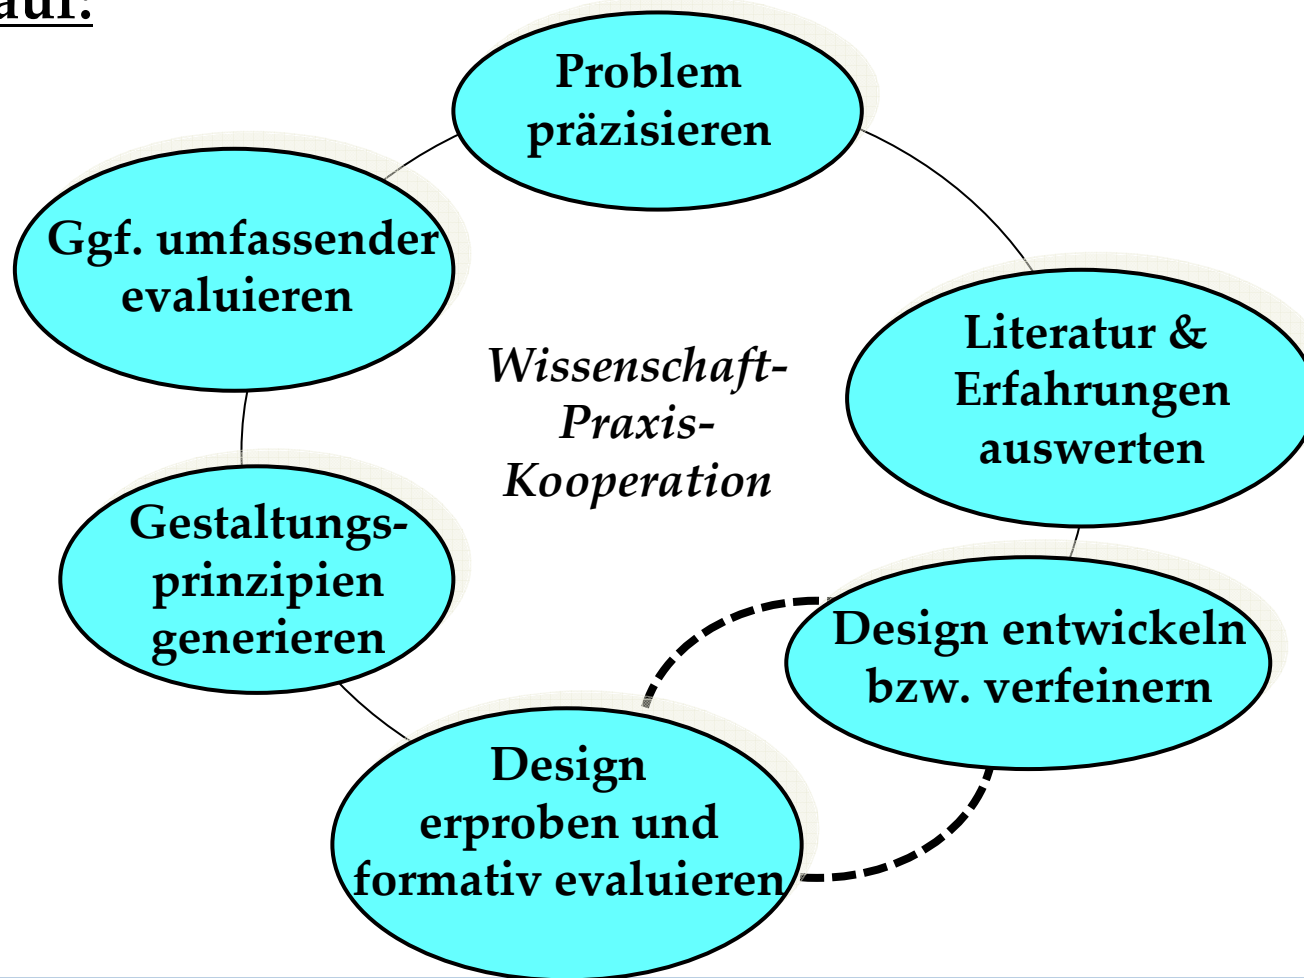 auf:
Problem
präzisieren
Literatur &
Erfahrungen
auswerten
Design entwickeln
bzw. verfeinern
Design
erproben und
formativ evaluieren
Gestaltungs-
prinzipien
generieren
Ggf. umfassender
evaluieren
Wissenschaft-
Praxis-
Kooperation